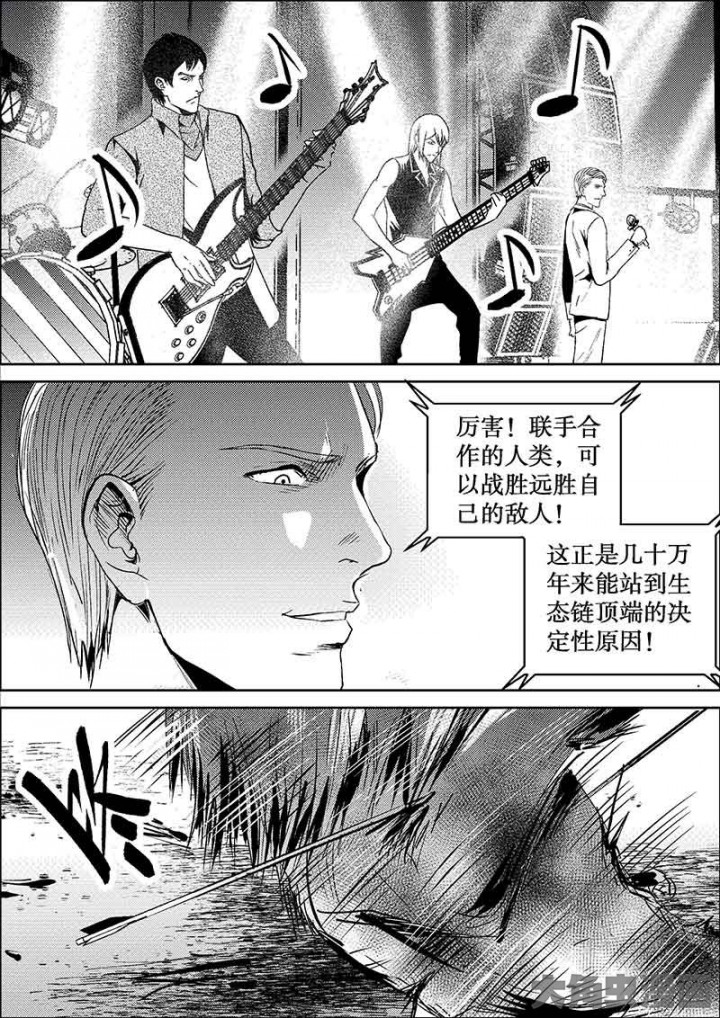 厉害！联手合
作的人类，可
以战胜远胜自
己的敌人！
这正是几十万
年来能站到生
态链顶端的决
定性原因！